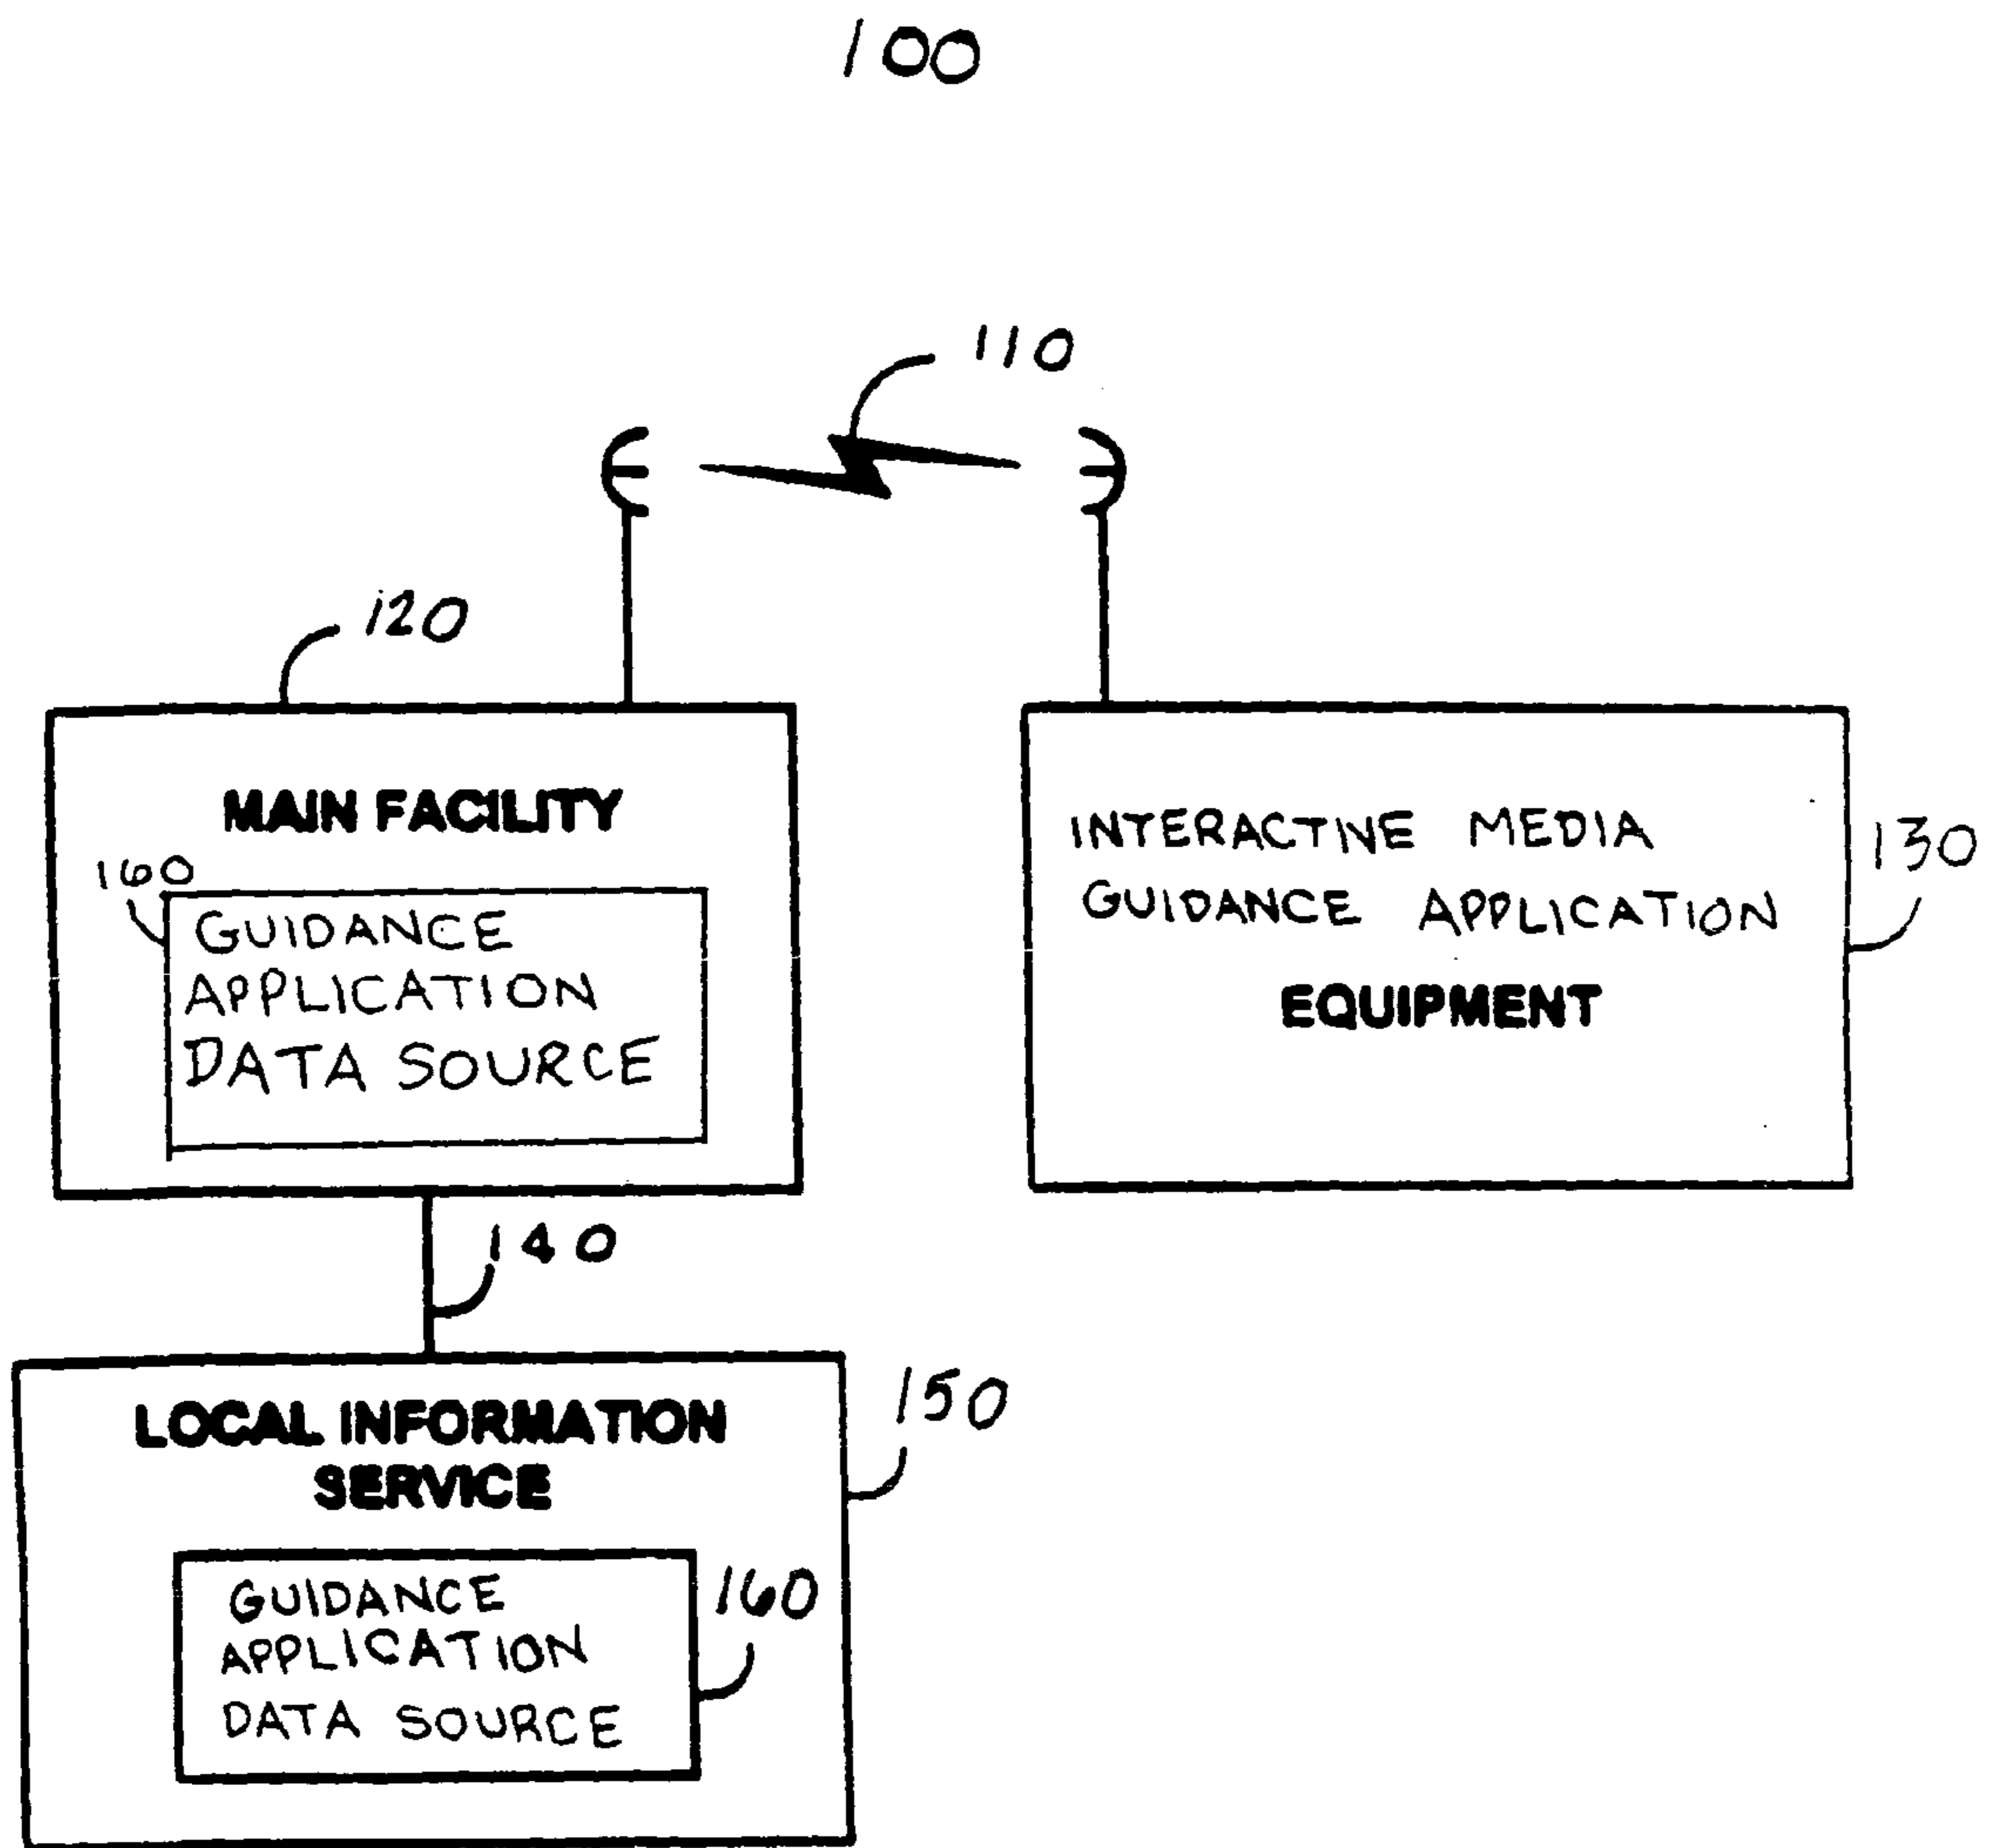 100
110
120
MAIN FACILITY
160
GUIDANCE
APPLICATION
DATA SOURCE
INTERACTIVE MEDIA
GUIDANCE APPLICATION
EQUIPMENT
130
140
LOCAL INFORMATION
SERVICE
150
GUIDANCE
APPLICATION
DATA SOURCE
160